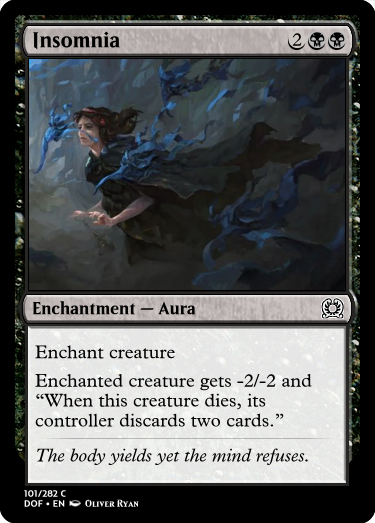 Insomnia 2
Enchantment — Aura
Enchant creature
Enchanted creature gets -2/-2 and
“When this creature dies, its
controller discards two cards.”
The body yields yet the mind refuses.
101/282 C
DOF • EN Oliver Ryan